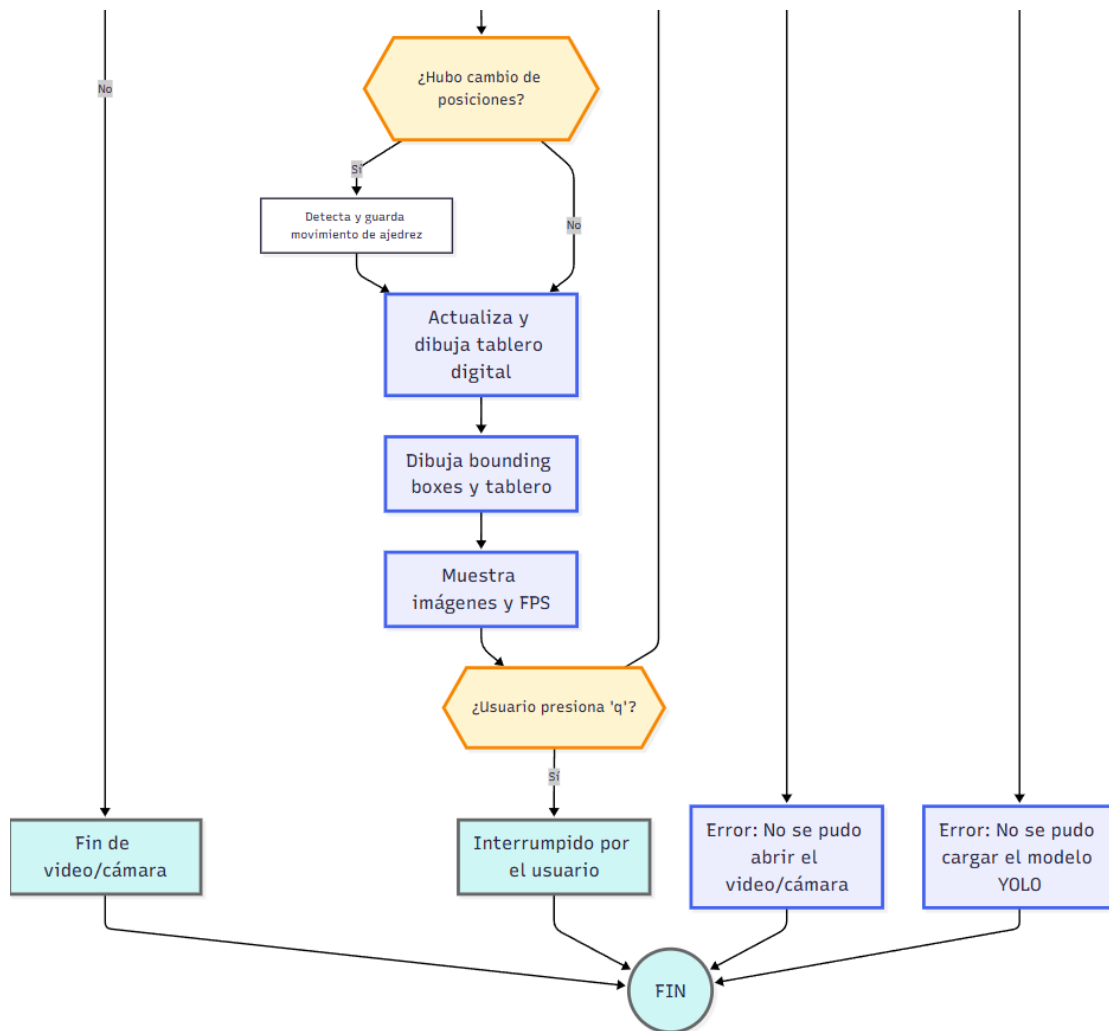 ¿Hubo cambio de
posiciones?
No
Sí
Detecta y guarda
movimiento de ajedrez
No
Actualiza y
dibuja tablero
digital
Dibuja bounding
boxes y tablero
Muestra
imágenes y FPS
¿Usuario presiona 'q'?
Sí
Fin de
video/cámara
Interrumpido por
el usuario
Error: No se pudo
abrir el
video/cámara
Error: No se pudo
cargar el modelo
YOLO
FIN